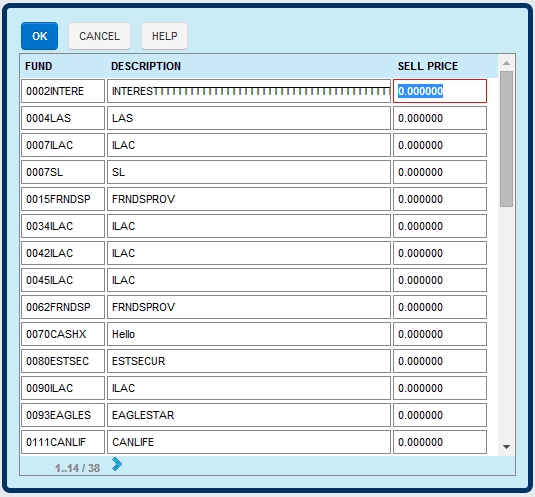 OK CANCEL HELP
FUND DESCRIPTION SELL PRICE
0002INTERE INTERESTTTTTTTTTTTTTTTTTTTTTTTTTTTTTTTTTTTTTTT 0.000000
0004LAS LAS 0.000000
0007ILAC ILAC 0.000000
0007SL SL 0.000000
0015FRNDSP FRNDSPROV 0.000000
0034ILAC ILAC 0.000000
0042ILAC ILAC 0.000000
0045ILAC ILAC 0.000000
0062FRNDSP FRNDSPROV 0.000000
0070CASHX Hello 0.000000
0080ESTSEC ESTSECUR 0.000000
0090ILAC ILAC 0.000000
0093EAGLES EAGLESTAR 0.000000
0111CANLIF CANLIFE 0.000000
1..14 / 38